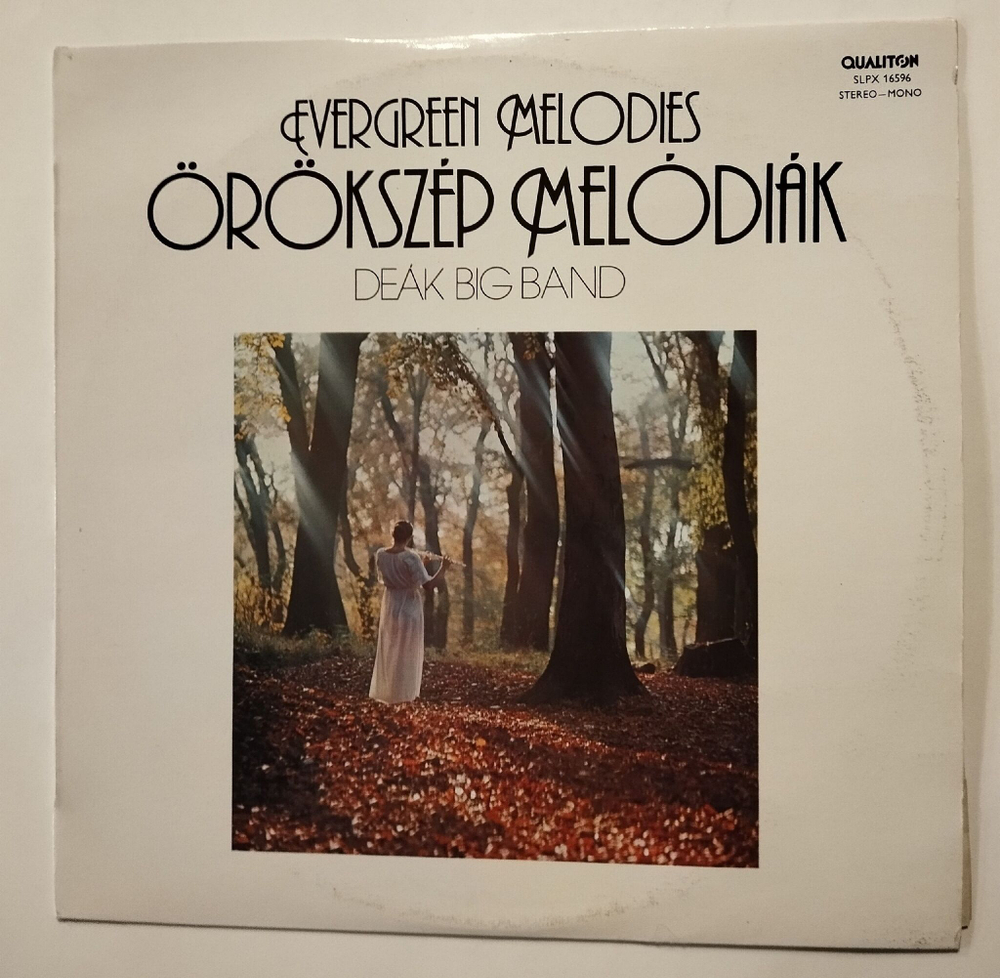 QUALITON
SLPX 16596
STEREO—MONO
EVERGREEN MELODIES
ÖRÖKSZÉP MELÓDIÁK
DEÁK BIG BAND